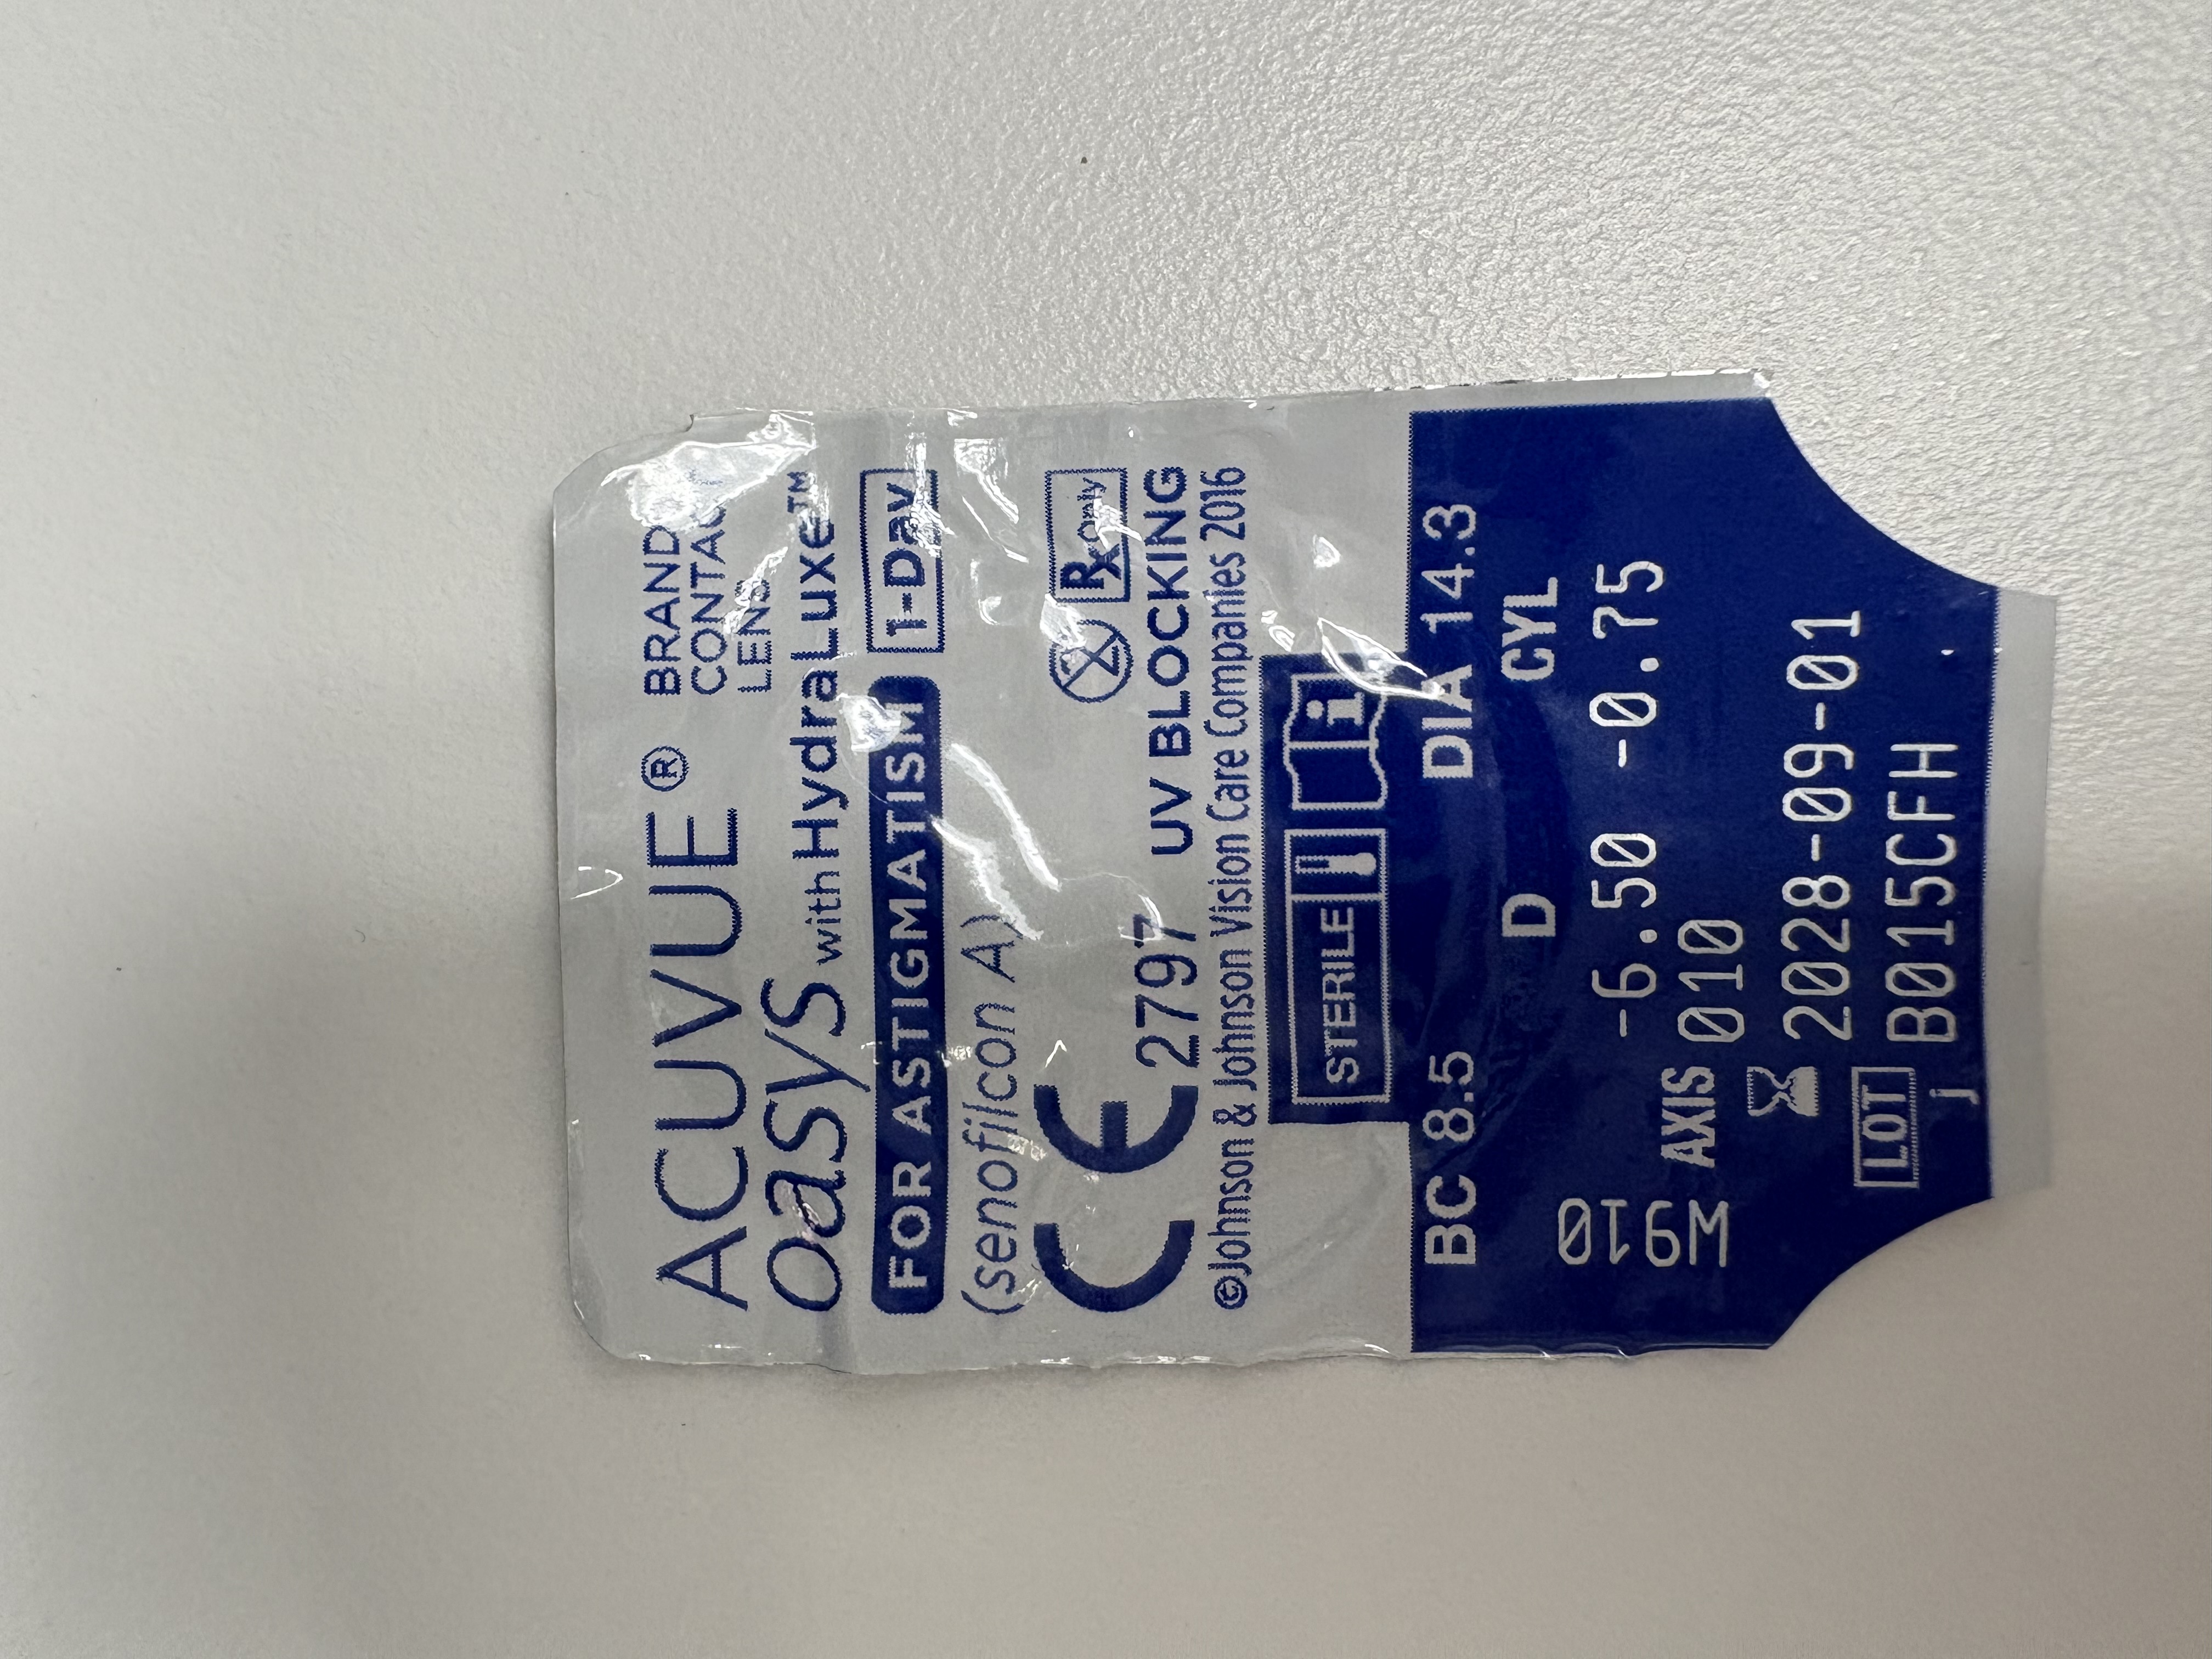 ACUVUE® BRAND
CONTACT
LENS
oasys with HydraLuxe™
FOR ASTIGMATISM 1-Day
(senofilcon A)
CE 2797 2 Rx Only
UV BLOCKING
©Johnson & Johnson Vision Care Companies 2016
STERILE i
BC 8.5 DIA 14.3
D CYL
-6.50 -0.75
W910
AXIS 010
2028-09-01
LOT B015CFH
j